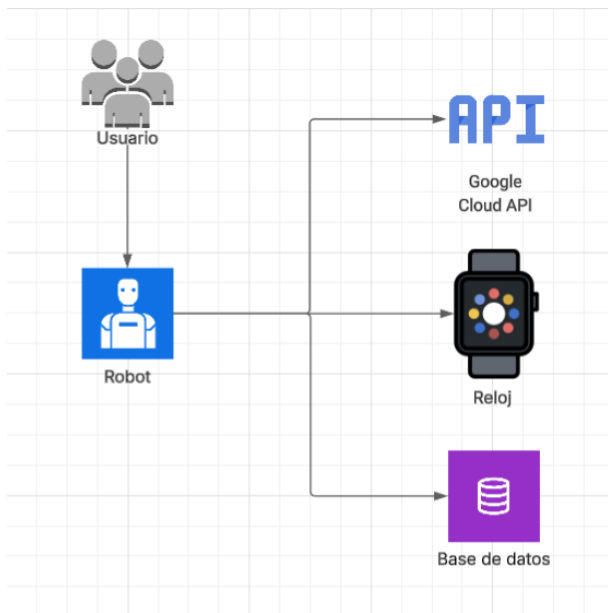 Usuario
API
Google
Cloud API
Robot
Reloj
Base de datos